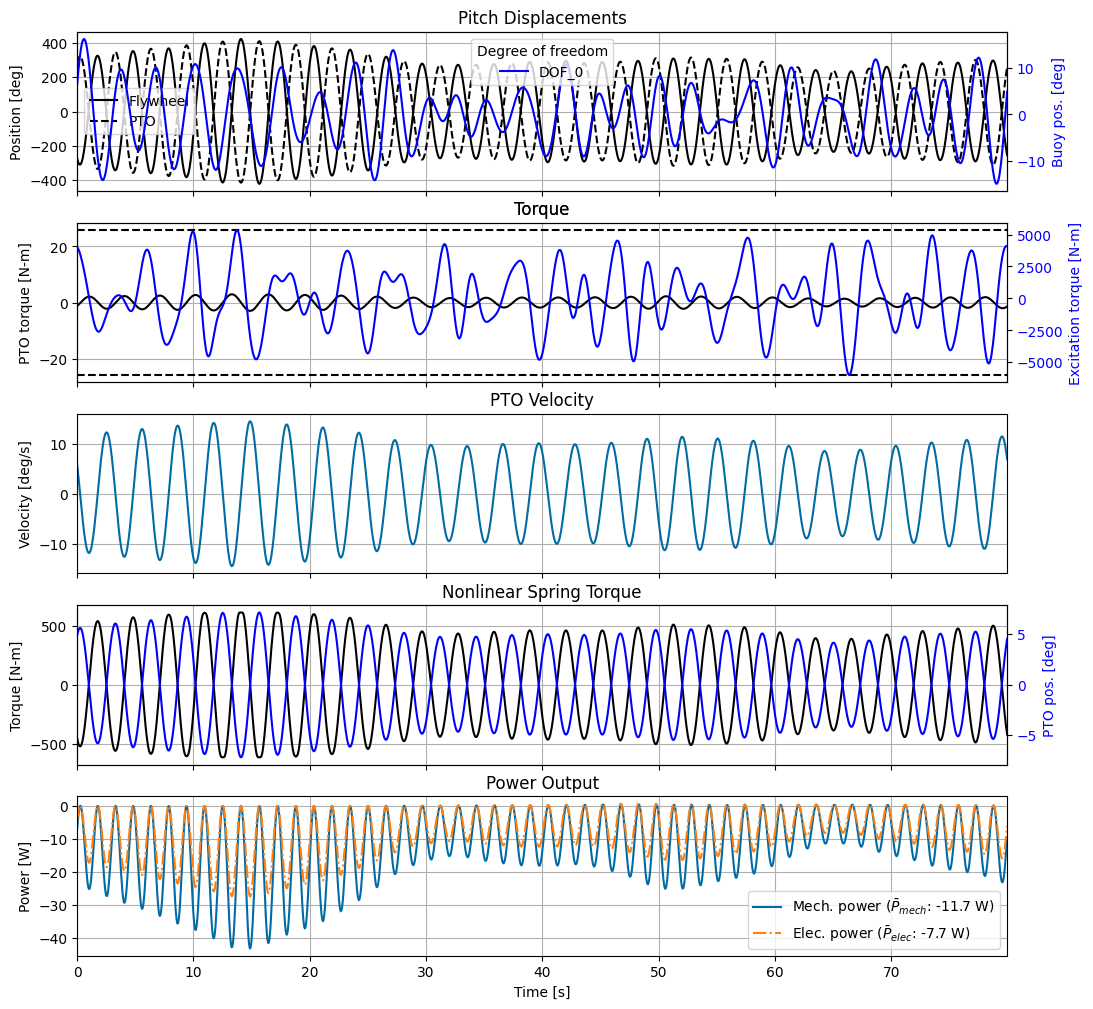 Pitch Displacements
Position [deg]
400
200
0
−200
−400
Flywheel
PTO
Degree of freedom
DOF_0
10
0
−10
Buoy pos. [deg]
Torque
PTO torque [N-m]
20
0
−20
5000
2500
0
−2500
−5000
Excitation torque [N-m]
PTO Velocity
Velocity [deg/s]
10
0
−10
Nonlinear Spring Torque
Torque [N-m]
500
0
−500
5
0
−5
PTO pos. [deg]
Power Output
Power [W]
0
−10
−20
−30
−40
Mech. power (P̄mech: -11.7 W)
Elec. power (P̄elec: -7.7 W)
0 10 20 30 40 50 60 70
Time [s]